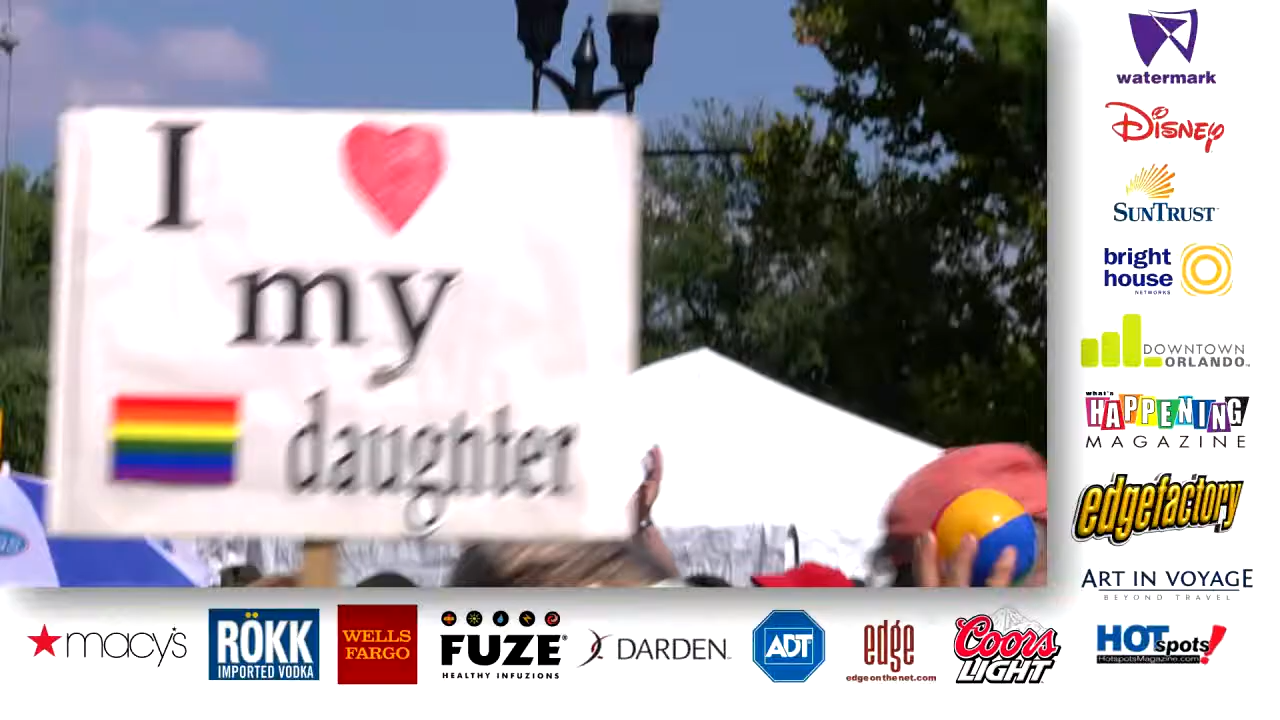 I
my
daughter
watermark
DISNEY
SUNTRUST
bright
house
NETWORKS
DOWNTOWN
ORLANDO
what's
HAPPENING
MAGAZINE
edgefactory
ART IN VOYAGE
BEYOND TRAVEL
macy's
RÖKK
IMPORTED VODKA
WELLS
FARGO
FUZE
HEALTHY INFUZIONS
DARDEN
ADT
edge
edgeonthenet.com
Coors
LIGHT
HOTspots!
HotspotsMagazine.com